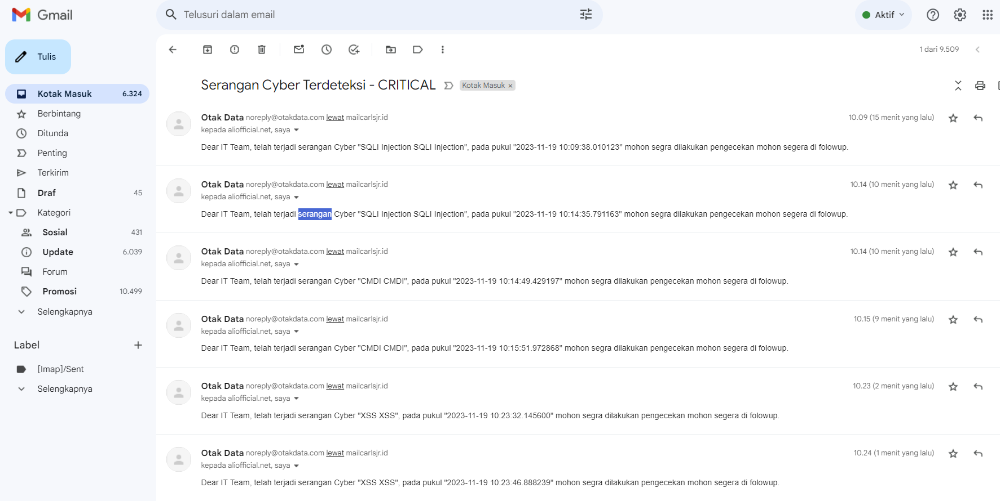 Gmail
Telusuri dalam email
Aktif
Tulis
1 dari 9.509
Kotak Masuk 6.324
Berbintang
Ditunda
Penting
Terkirim
Draf 45
Kategori
Sosial 431
Update 6.039
Forum
Promosi 10.499
Selengkapnya
Label
[Imap]/Sent
Selengkapnya
Serangan Cyber Terdeteksi - CRITICAL Kotak Masuk
Otak Data noreply@otakdata.com lewat mailcarlsjr.id 10.09 (15 menit yang lalu)
kepada aliofficial.net, saya
Dear IT Team, telah terjadi serangan Cyber "SQLI Injection SQLI Injection", pada pukul "2023-11-19 10:09:38.010123" mohon segra dilakukan pengecekan mohon segera di folowup.
Otak Data noreply@otakdata.com lewat mailcarlsjr.id 10.14 (10 menit yang lalu)
kepada aliofficial.net, saya
Dear IT Team, telah terjadi serangan Cyber "SQLI Injection SQLI Injection", pada pukul "2023-11-19 10:14:35.791163" mohon segra dilakukan pengecekan mohon segera di folowup.
Otak Data noreply@otakdata.com lewat mailcarlsjr.id 10.14 (10 menit yang lalu)
kepada aliofficial.net, saya
Dear IT Team, telah terjadi serangan Cyber "CMDI CMDI", pada pukul "2023-11-19 10:14:49.429197" mohon segra dilakukan pengecekan mohon segera di folowup.
Otak Data noreply@otakdata.com lewat mailcarlsjr.id 10.15 (9 menit yang lalu)
kepada aliofficial.net, saya
Dear IT Team, telah terjadi serangan Cyber "CMDI CMDI", pada pukul "2023-11-19 10:15:51.972868" mohon segra dilakukan pengecekan mohon segera di folowup.
Otak Data noreply@otakdata.com lewat mailcarlsjr.id 10.23 (2 menit yang lalu)
kepada aliofficial.net, saya
Dear IT Team, telah terjadi serangan Cyber "XSS XSS", pada pukul "2023-11-19 10:23:32.145600" mohon segra dilakukan pengecekan mohon segera di folowup.
Otak Data noreply@otakdata.com lewat mailcarlsjr.id 10.24 (1 menit yang lalu)
kepada aliofficial.net, saya
Dear IT Team, telah terjadi serangan Cyber "XSS XSS", pada pukul "2023-11-19 10:23:46.888239" mohon segra dilakukan pengecekan mohon segera di folowup.